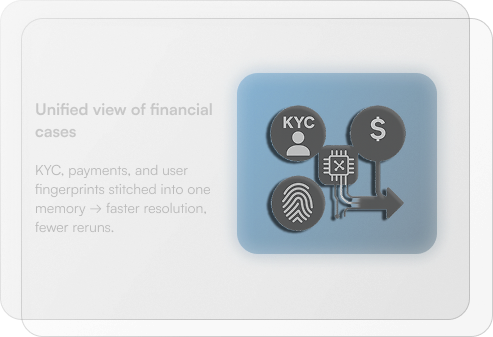 Unified view of financial
cases
KYC, payments, and user
fingerprints stitched into one
memory → faster resolution,
fewer reruns.
KYC
$